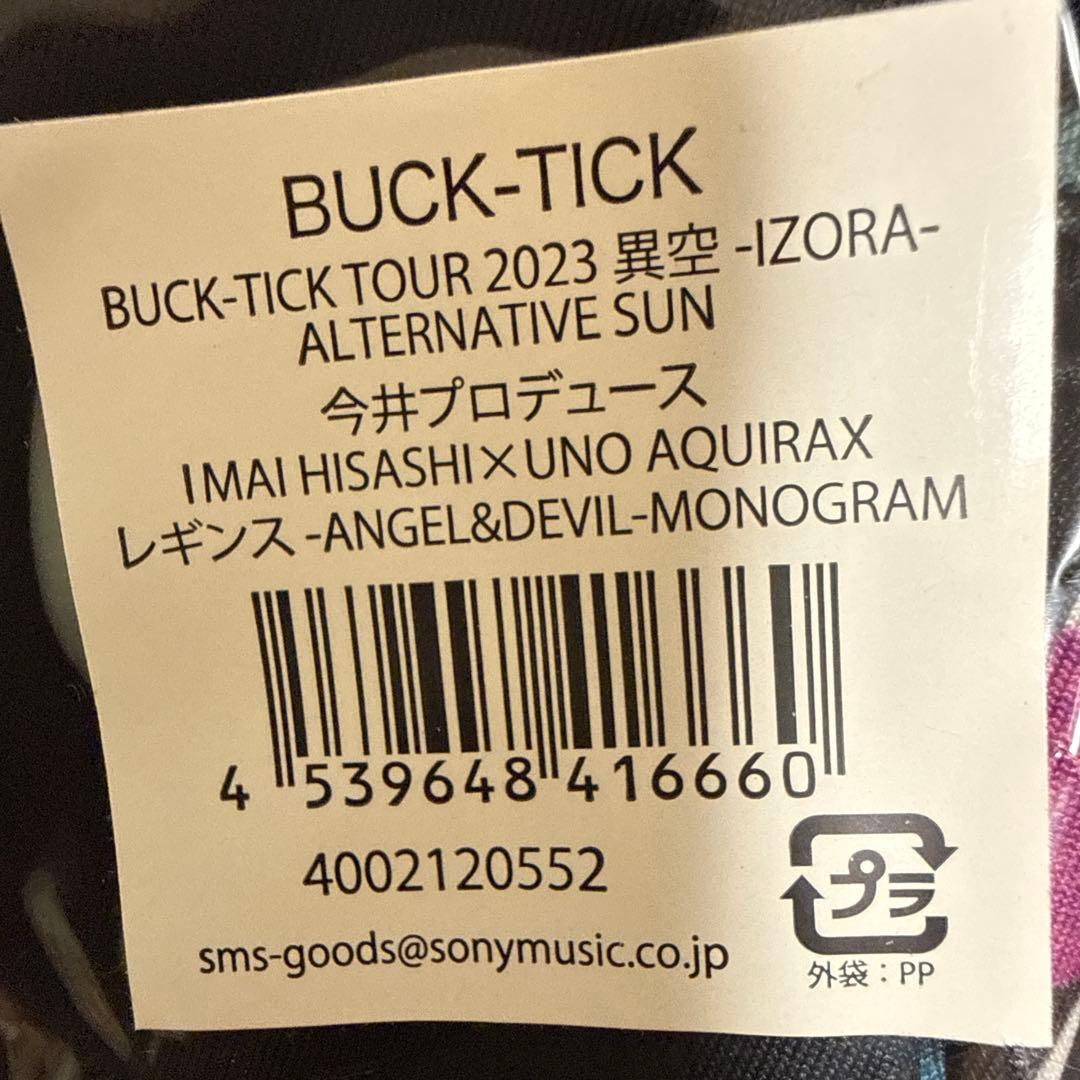 BUCK-TICK
BUCK-TICK TOUR 2023 異空 -IZORA-
ALTERNATIVE SUN
今井プロデュース
IMAI HISASHI×UNO AQUIRAX
レギンス -ANGEL&DEVIL-MONOGRAM
4 539648 416660
4002120552
プラ
sms-goods@sonymusic.co.jp
外袋：PP